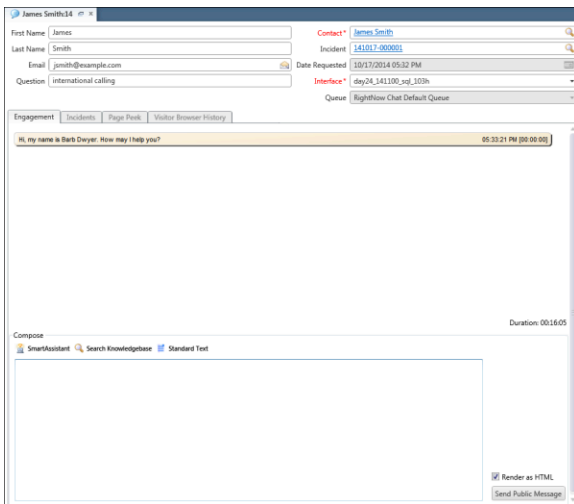 James Smith:14
First Name James Contact* James Smith
Last Name Smith Incident 141017-000001
Email jsmith@example.com Date Requested 10/17/2014 05:32 PM
Question international calling Interface* day24_141100_sql_103h
Queue RightNow Chat Default Queue
Engagement Incidents Page Peek Visitor Browser History
Hi, my name is Barb Dwyer. How may I help you? 05:33:21 PM [00:00:00]
Duration: 00:16:05
Compose
SmartAssistant Search Knowledgebase Standard Text
Render as HTML
Send Public Message